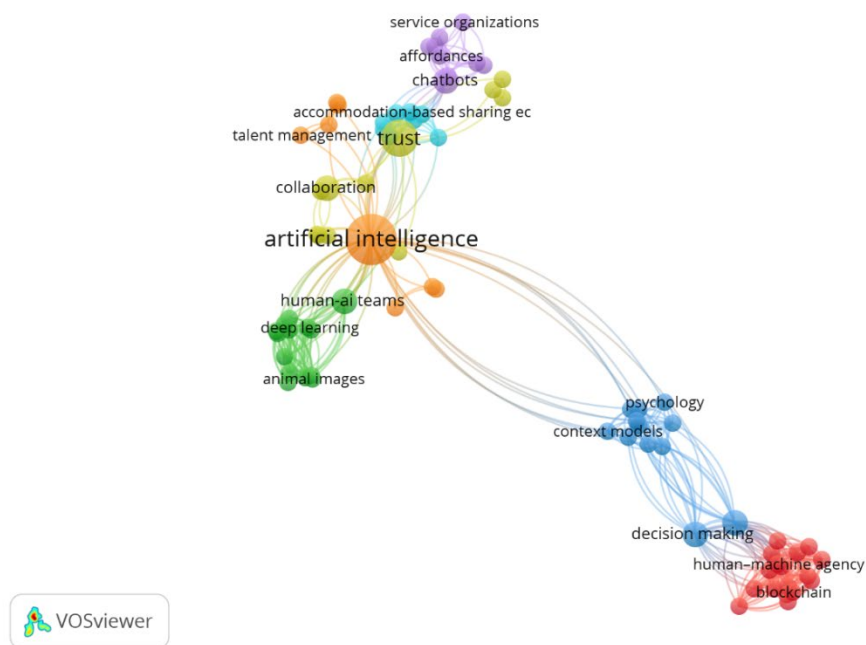 service organizations
affordances
chatbots
accommodation-based sharing ec
talent management
trust
collaboration
artificial intelligence
human-ai teams
deep learning
animal images
psychology
context models
decision making
human–machine agency
blockchain
VOSviewer